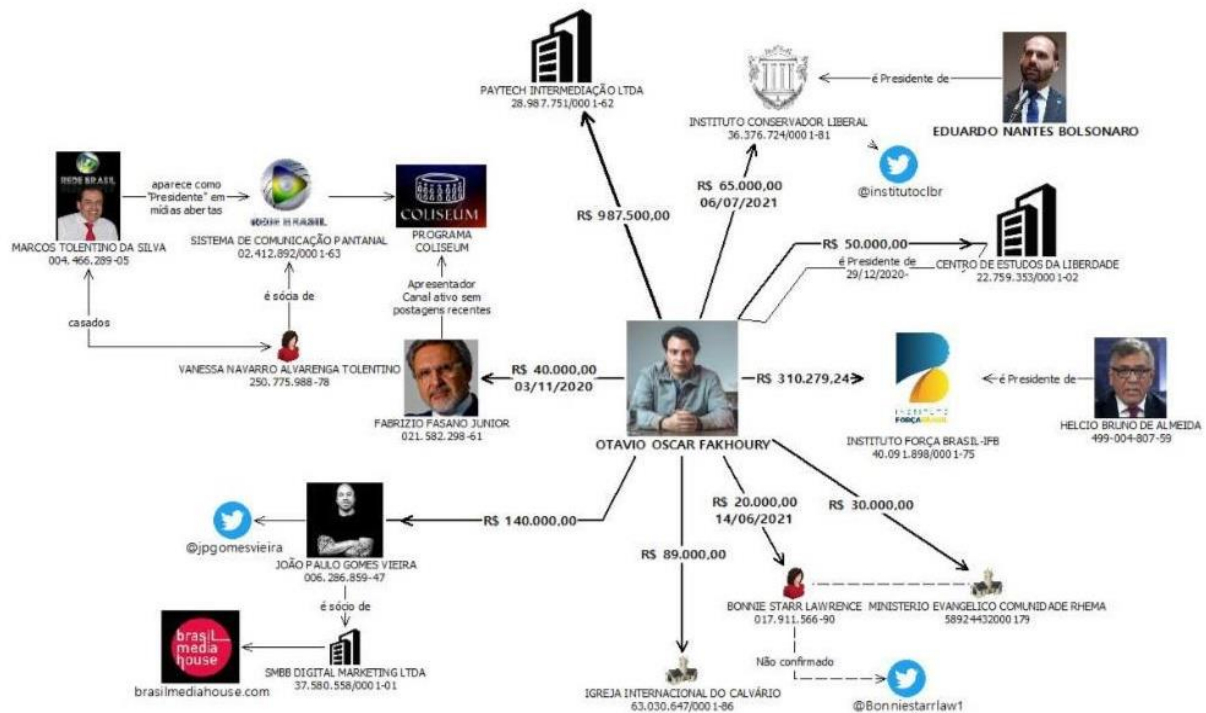 PAYTECH INTERMEDIAÇÃO LTDA
28.987.751/0001-62
INSTITUTO CONSERVADOR LIBERAL
36.376.724/0001-81
é Presidente de
EDUARDO NANTES BOLSONARO
@institutoclbr
REDE BRASIL
MARCOS TOLENTINO DA SILVA
004.466.289-05
aparece como
"Presidente" em
mídias abertas
REDE BRASIL
SISTEMA DE COMUNICAÇÃO PANTANAL
02.412.892/0001-63
COLISEUM
PROGRAMA
COLISEUM
R$ 987.500,00
R$ 65.000,00
06/07/2021
R$ 50.000,00
é Presidente de
29/12/2020-
CENTRO DE ESTUDOS DA LIBERDADE
22.759.353/0001-02
casados
é sócia de
VANESSA NAVARRO ALVARENGA TOLENTINO
250.775.988-78
Apresentador
Canal ativo sem
postagens recentes
FABRIZIO FASANO JUNIOR
021.582.298-61
R$ 40.000,00
03/11/2020
OTAVIO OSCAR FAKHOURY
R$ 310.279,24
INSTITUTO
FORÇA BRASIL
INSTITUTO FORÇA BRASIL-IFB
40.091.898/0001-75
é Presidente de
HELCIO BRUNO DE ALMEIDA
499-004-807-59
R$ 140.000,00
@jpgomesvieira
JOÃO PAULO GOMES VIEIRA
006.286.859-47
é sócio de
brasil
media
house
brasilmediahouse.com
SMBB DIGITAL MARKETING LTDA
37.580.558/0001-01
R$ 89.000,00
IGREJA INTERNACIONAL DO CALVÁRIO
63.030.647/0001-86
R$ 20.000,00
14/06/2021
R$ 30.000,00
BONNIE STARR LAWRENCE
017.911.566-90
MINISTERIO EVANGELICO COMUNIDADE RHEMA
58924432000179
Não confirmado
@Bonniestarrlaw1